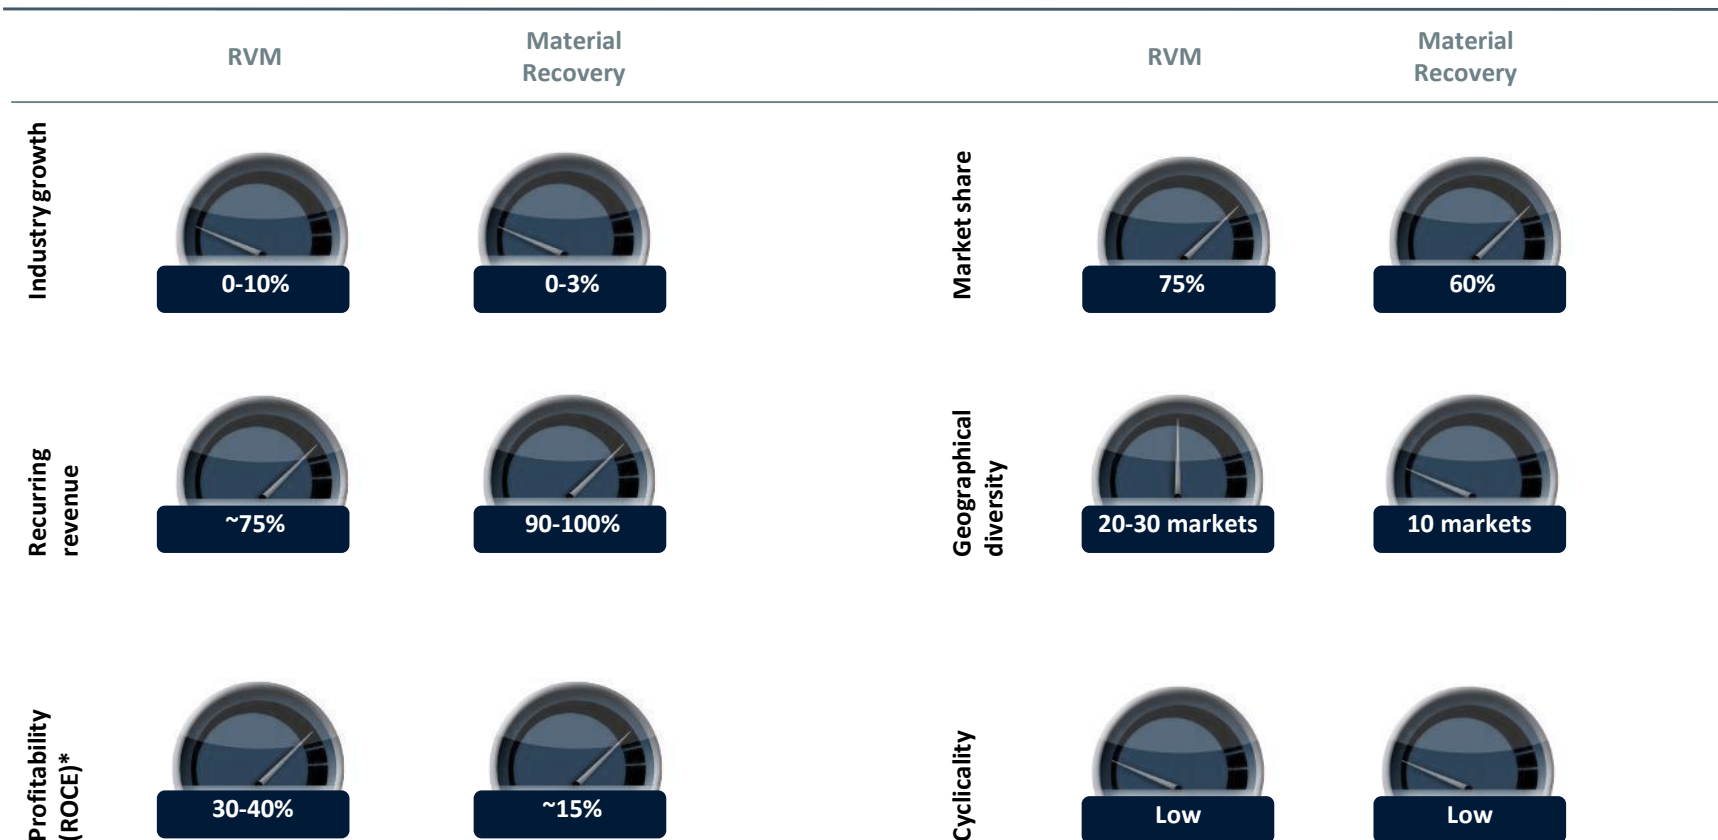 RVM
Material
Recovery
RVM
Material
Recovery
Industry growth
0-10%
0-3%
Market share
75%
60%
Recurring
revenue
~75%
90-100%
Geographical
diversity
20-30 markets
10 markets
Profitability
(ROCE)*
30-40%
~15%
Cyclicality
Low
Low